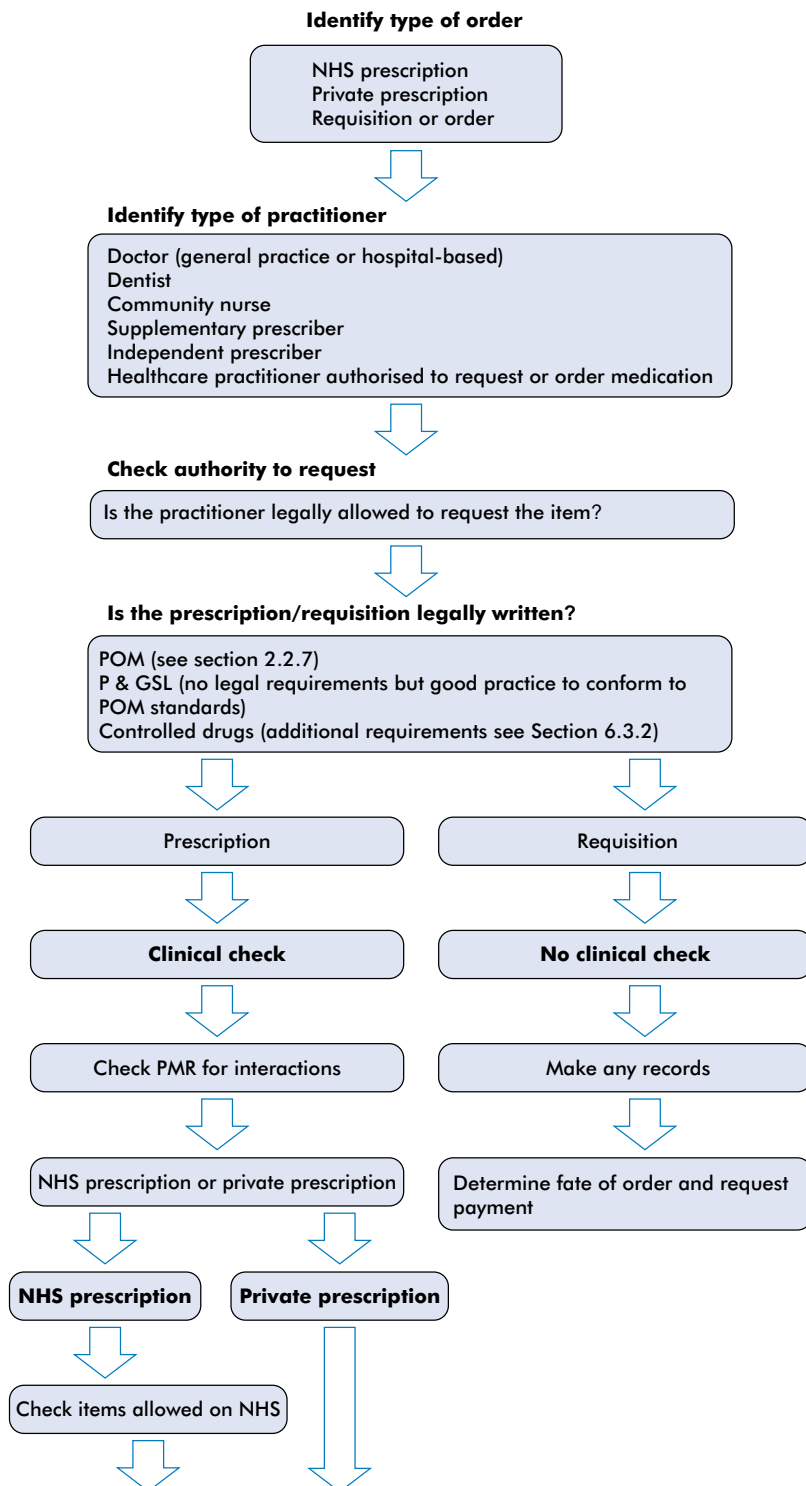 Identify type of order
NHS prescription
Private prescription
Requisition or order
Identify type of practitioner
Doctor (general practice or hospital-based)
Dentist
Community nurse
Supplementary prescriber
Independent prescriber
Healthcare practitioner authorised to request or order medication
Check authority to request
Is the practitioner legally allowed to request the item?
Is the prescription/requisition legally written?
POM (see section 2.2.7)
P & GSL (no legal requirements but good practice to conform to
POM standards)
Controlled drugs (additional requirements see Section 6.3.2)
Prescription
Requisition
Clinical check
No clinical check
Check PMR for interactions
Make any records
NHS prescription or private prescription
Determine fate of order and request
payment
NHS prescription
Private prescription
Check items allowed on NHS